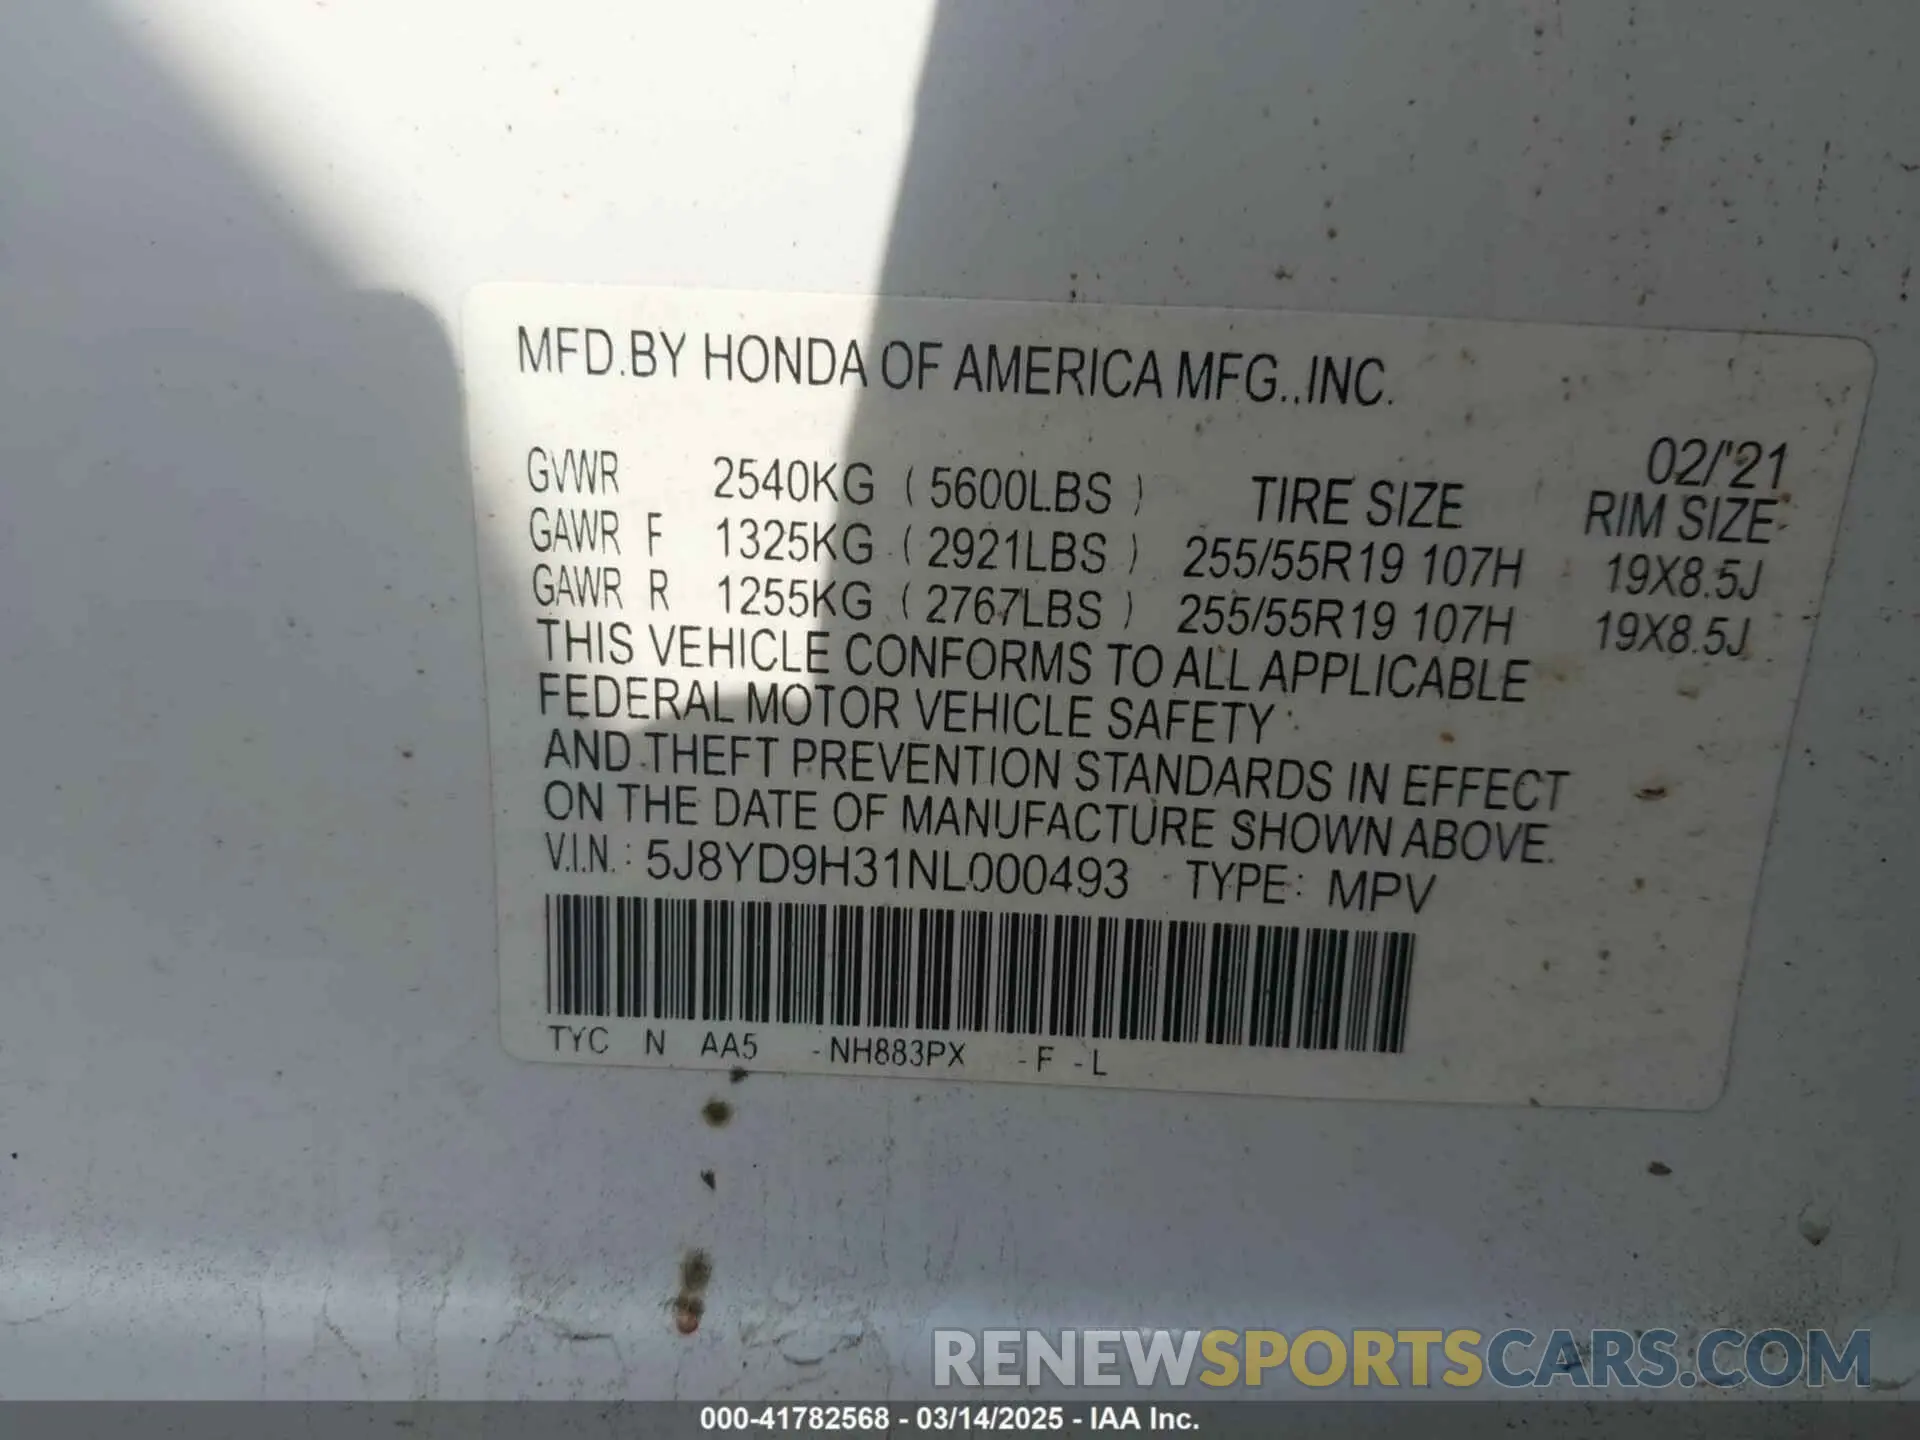 MFD.BY HONDA OF AMERICA MFG.,INC.
02/'21
GVWR 2540KG ( 5600LBS ) TIRE SIZE RIM SIZE
GAWR F 1325KG ( 2921LBS ) 255/55R19 107H 19X8.5J
GAWR R 1255KG ( 2767LBS ) 255/55R19 107H 19X8.5J
THIS VEHICLE CONFORMS TO ALL APPLICABLE
FEDERAL MOTOR VEHICLE SAFETY
AND THEFT PREVENTION STANDARDS IN EFFECT
ON THE DATE OF MANUFACTURE SHOWN ABOVE.
V.I.N.: 5J8YD9H31NL000493 TYPE: MPV
TYC N AA5 -NH883PX -F -L
RENEWSPORTSCARS.COM
000-41782568 - 03/14/2025 - IAA Inc.